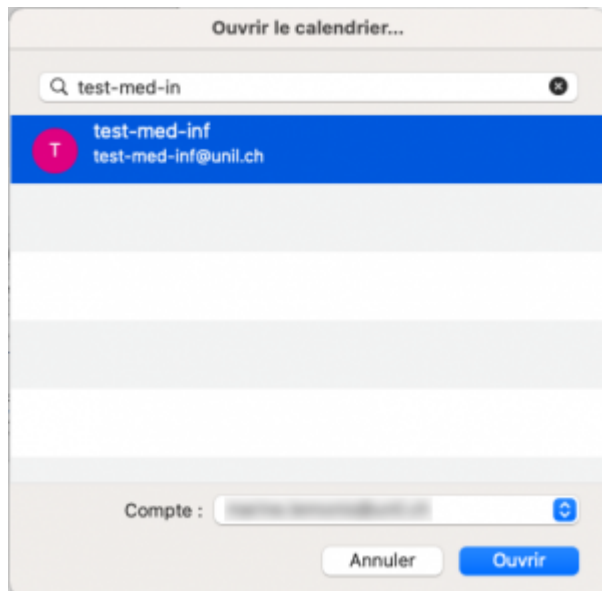 Ouvrir le calendrier...
test-med-in
test-med-inf
T
test-med-inf@unil.ch
Compte :
Annuler
Ouvrir